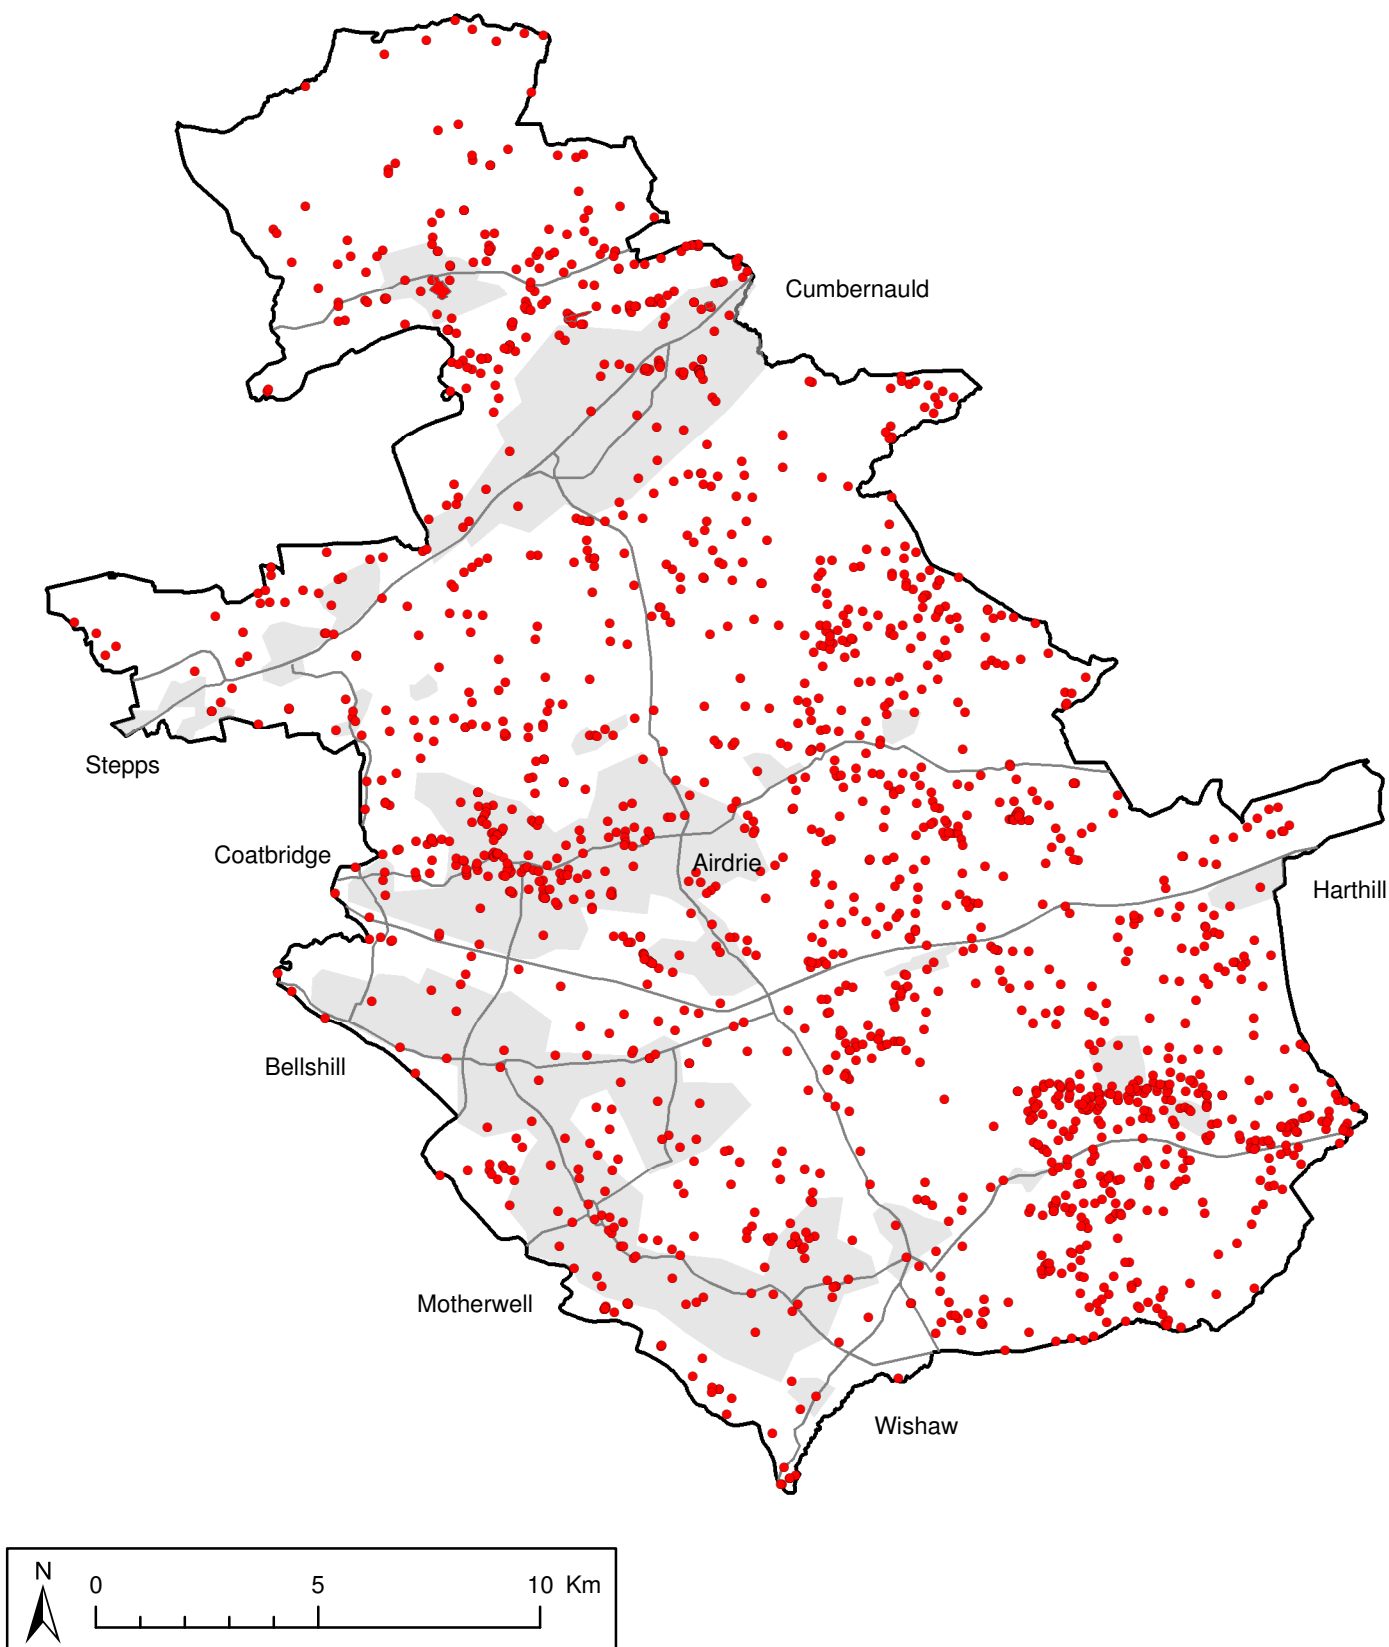 Cumbernauld
Stepps
Coatbridge
Airdrie
Harthill
Bellshill
Motherwell
Wishaw
N
0 5 10 Km